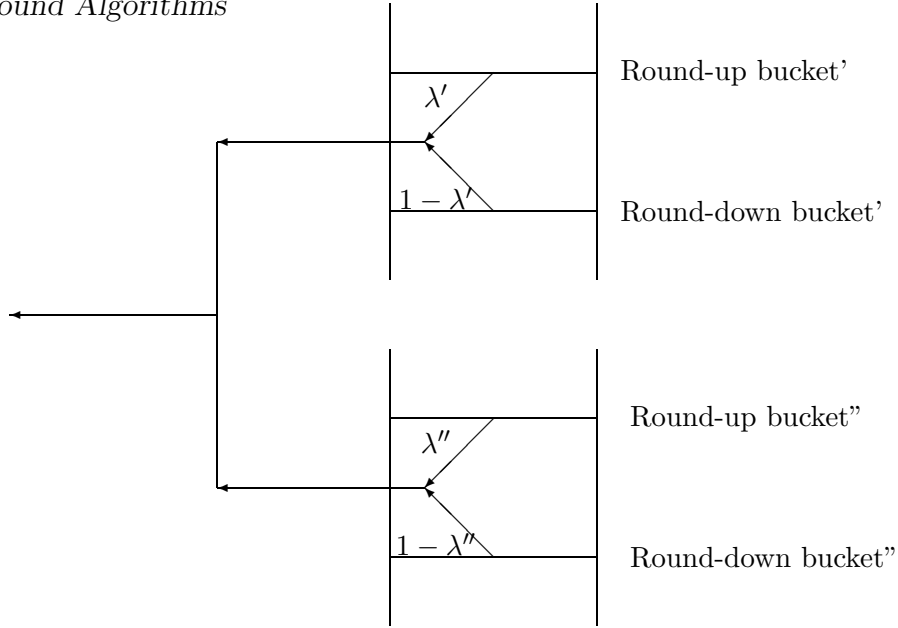 ound Algorithms
Round-up bucket'
λ′
1 − λ′
Round-down bucket'
Round-up bucket”
λ′′
1 − λ′′
Round-down bucket”